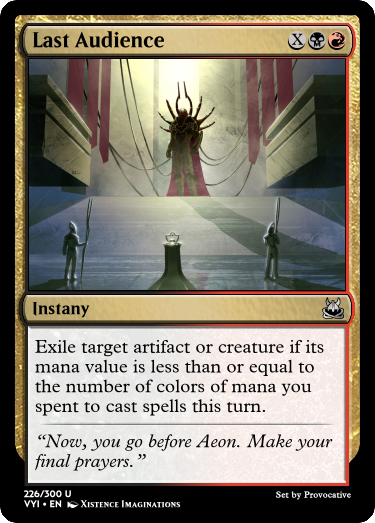 Last Audience X
Instany
Exile target artifact or creature if its
mana value is less than or equal to
the number of colors of mana you
spent to cast spells this turn.
“Now, you go before Aeon. Make your
final prayers.”
226/300 U
VYI • EN Xistence Imaginations
Set by Provocative